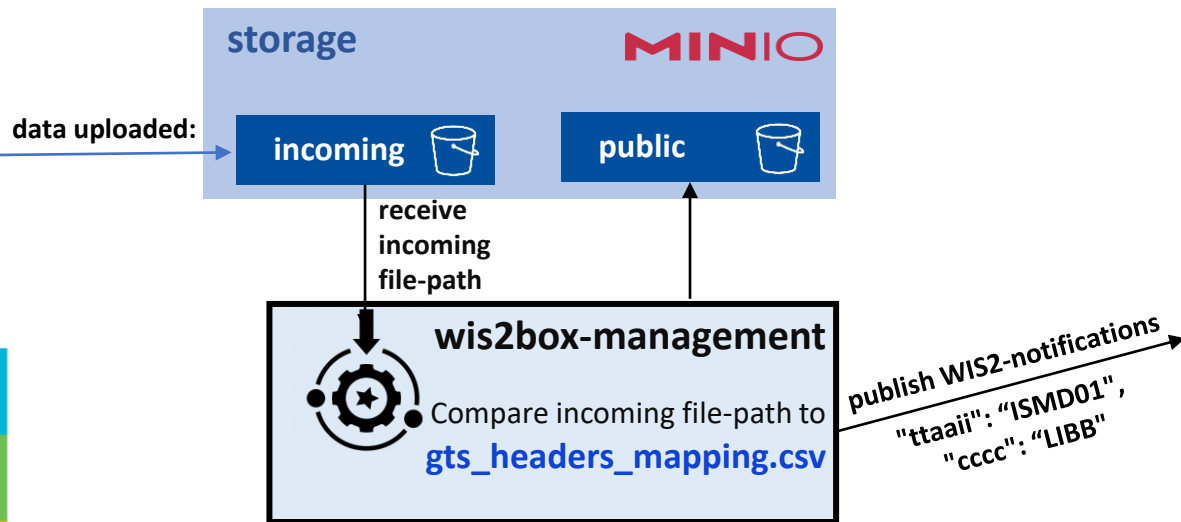 storage
MINIO
data uploaded:
incoming
public
receive
incoming
file-path
wis2box-management
Compare incoming file-path to
gts_headers_mapping.csv
publish WIS2-notifications
"ttaaii": “ISMD01",
"cccc": “LIBB"